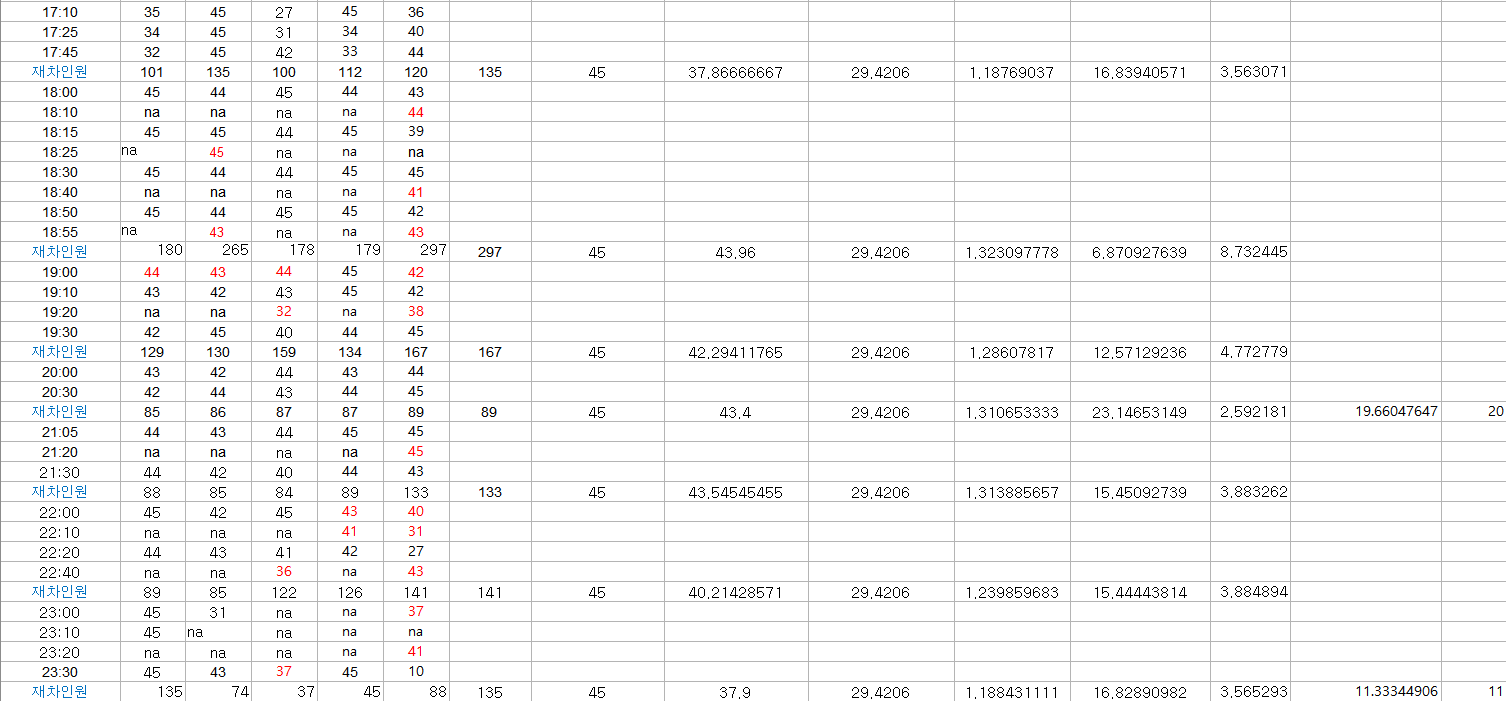 17:10 35 45 27 45 36
17:25 34 45 31 34 40
17:45 32 45 42 33 44
재차인원 101 135 100 112 120 135 45 37,86666667 29,4206 1,18769037 16,83940571 3,563071
18:00 45 44 45 44 43
18:10 na na na na 44
18:15 45 45 44 45 39
18:25 na 45 na na na
18:30 45 44 44 45 45
18:40 na na na na 41
18:50 45 44 45 45 42
18:55 na 43 na na 43
재차인원 180 265 178 179 297 297 45 43,96 29,4206 1,323097778 6,870927639 8,732445
19:00 44 43 44 45 42
19:10 43 42 43 45 42
19:20 na na 32 na 38
19:30 42 45 40 44 45
재차인원 129 130 159 134 167 167 45 42,29411765 29,4206 1,28607817 12,57129236 4,772779
20:00 43 42 44 43 44
20:30 42 44 43 44 45
재차인원 85 86 87 87 89 89 45 43,4 29,4206 1,310653333 23,14653149 2,592181 19.66047647 20
21:05 44 43 44 45 45
21:20 na na na na 45
21:30 44 42 40 44 43
재차인원 88 85 84 89 133 133 45 43,54545455 29,4206 1,313885657 15,45092739 3,883262
22:00 45 42 45 43 40
22:10 na na na 41 31
22:20 44 43 41 42 27
22:40 na na 36 na 43
재차인원 89 85 122 126 141 141 45 40,21428571 29,4206 1,239859683 15,44443814 3,884894
23:00 45 31 na na 37
23:10 45 na na na na
23:20 na na na na 41
23:30 45 43 37 45 10
재차인원 135 74 37 45 88 135 45 37,9 29,4206 1,188431111 16,82890982 3,565293 11.33344906 11